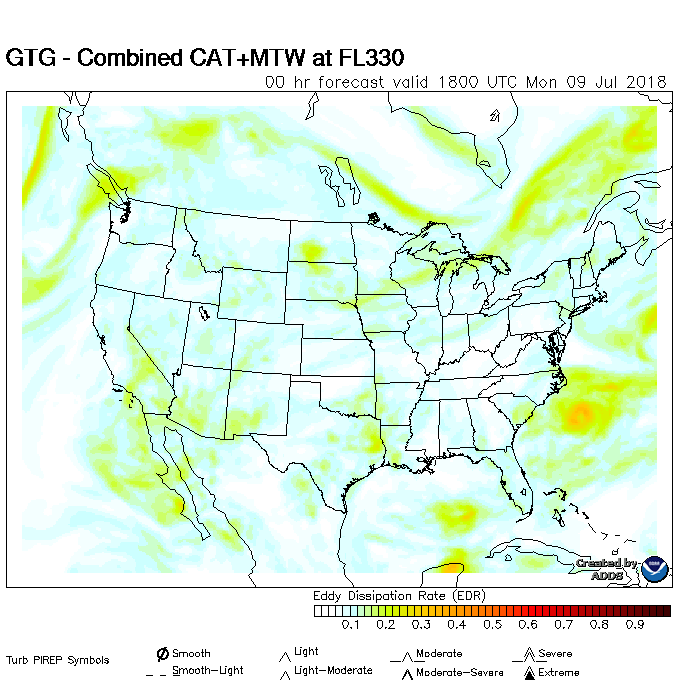 GTG - Combined CAT+MTW at FL330
00 hr forecast valid 1800 UTC Mon 09 Jul 2018
Created by
ADDS
Eddy Dissipation Rate (EDR)
0.1 0.2 0.3 0.4 0.5 0.6 0.7 0.8 0.9
Turb PIREP Symbols
Smooth Light Moderate Severe
Smooth-Light Light-Moderate Moderate-Severe Extreme